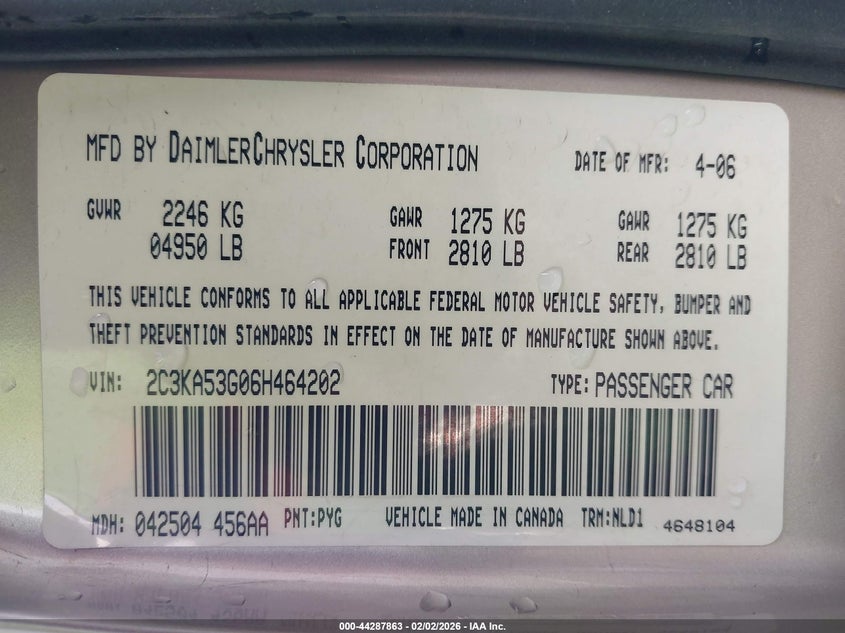 MFD BY DAIMLERCHRYSLER CORPORATION DATE OF MFR: 4-06
GVWR 2246 KG GAWR 1275 KG GAWR 1275 KG
04950 LB FRONT 2810 LB REAR 2810 LB
THIS VEHICLE CONFORMS TO ALL APPLICABLE FEDERAL MOTOR VEHICLE SAFETY, BUMPER AND
THEFT PREVENTION STANDARDS IN EFFECT ON THE DATE OF MANUFACTURE SHOWN ABOVE.
VIN: 2C3KA53G06H464202 TYPE: PASSENGER CAR
MDH: 042504 456AA PNT:PYG VEHICLE MADE IN CANADA TRM:NLD1 4648104
000-44287863 - 02/02/2026 - IAA Inc.